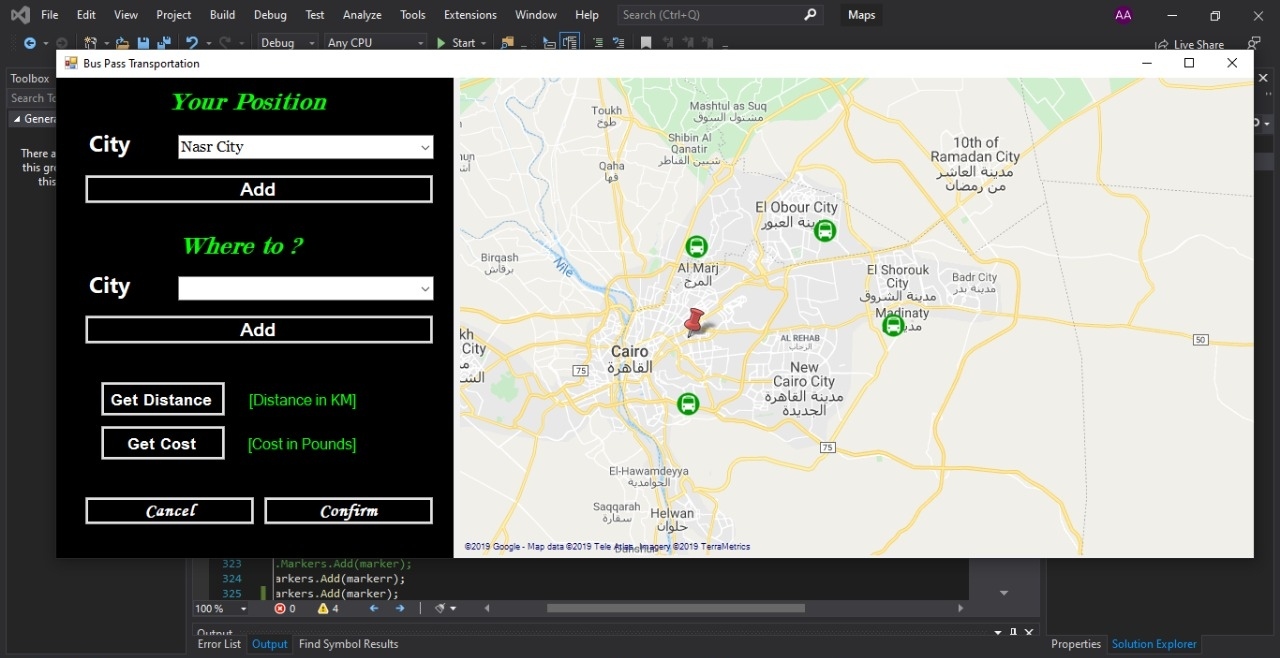 File Edit View Project Build Debug Test Analyze Tools Extensions Window Help Search (Ctrl+Q) Maps AA
Debug Any CPU Start Live Share
Bus Pass Transportation
Toolbox
Search To
Genera
There a
this gro
this
Your Position
City Nasr City
Add
Where to ?
City
Add
Get Distance [Distance in KM]
Get Cost [Cost in Pounds]
Cancel Confirm
Toukh
طوخ
Mashtul as Suq
مشتول السوق
Shibin Al
Qanatir
شبين القناطر
Qaha
قها
10th of
Ramadan City
مدينة العاشر
من رمضان
El Obour City
مدينة العبور
Birqash
برقاش
Nile
Al Marj
المرج
El Shorouk
City
مدينة الشروق
Badr City
مدينة بدر
Madinaty
AL REHAB
الرحاب
Cairo
القاهرة
kh
City
75
New
Cairo City
مدينة القاهرة
الجديدة
50
75
El-Hawamdeyya
الحوامدية
Saqqarah
سقارة
Helwan
حلوان
©2019 Google - Map data ©2019 Tele Atlas, Imagery ©2019 TerraMetrics
323 .Markers.Add(marker);
324 arkers.Add(markerr);
325 arkers.Add(marker);
100 % 0 4
Output
Error List Output Find Symbol Results
Properties Solution Explorer